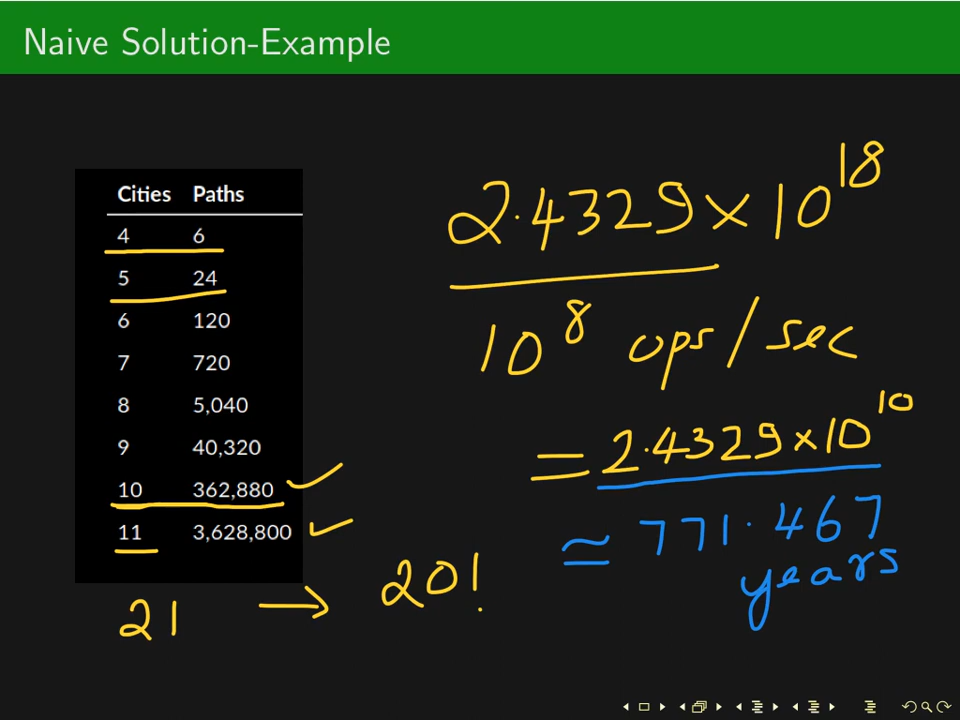 Naive Solution-Example
Cities Paths
4 6
5 24
6 120
7 720
8 5,040
9 40,320
10 362,880
11 3,628,800
21 → 20!
2.4329 × 10^18
10^8 ops/sec
= 2.4329 × 10^10
≃ 771.467
years